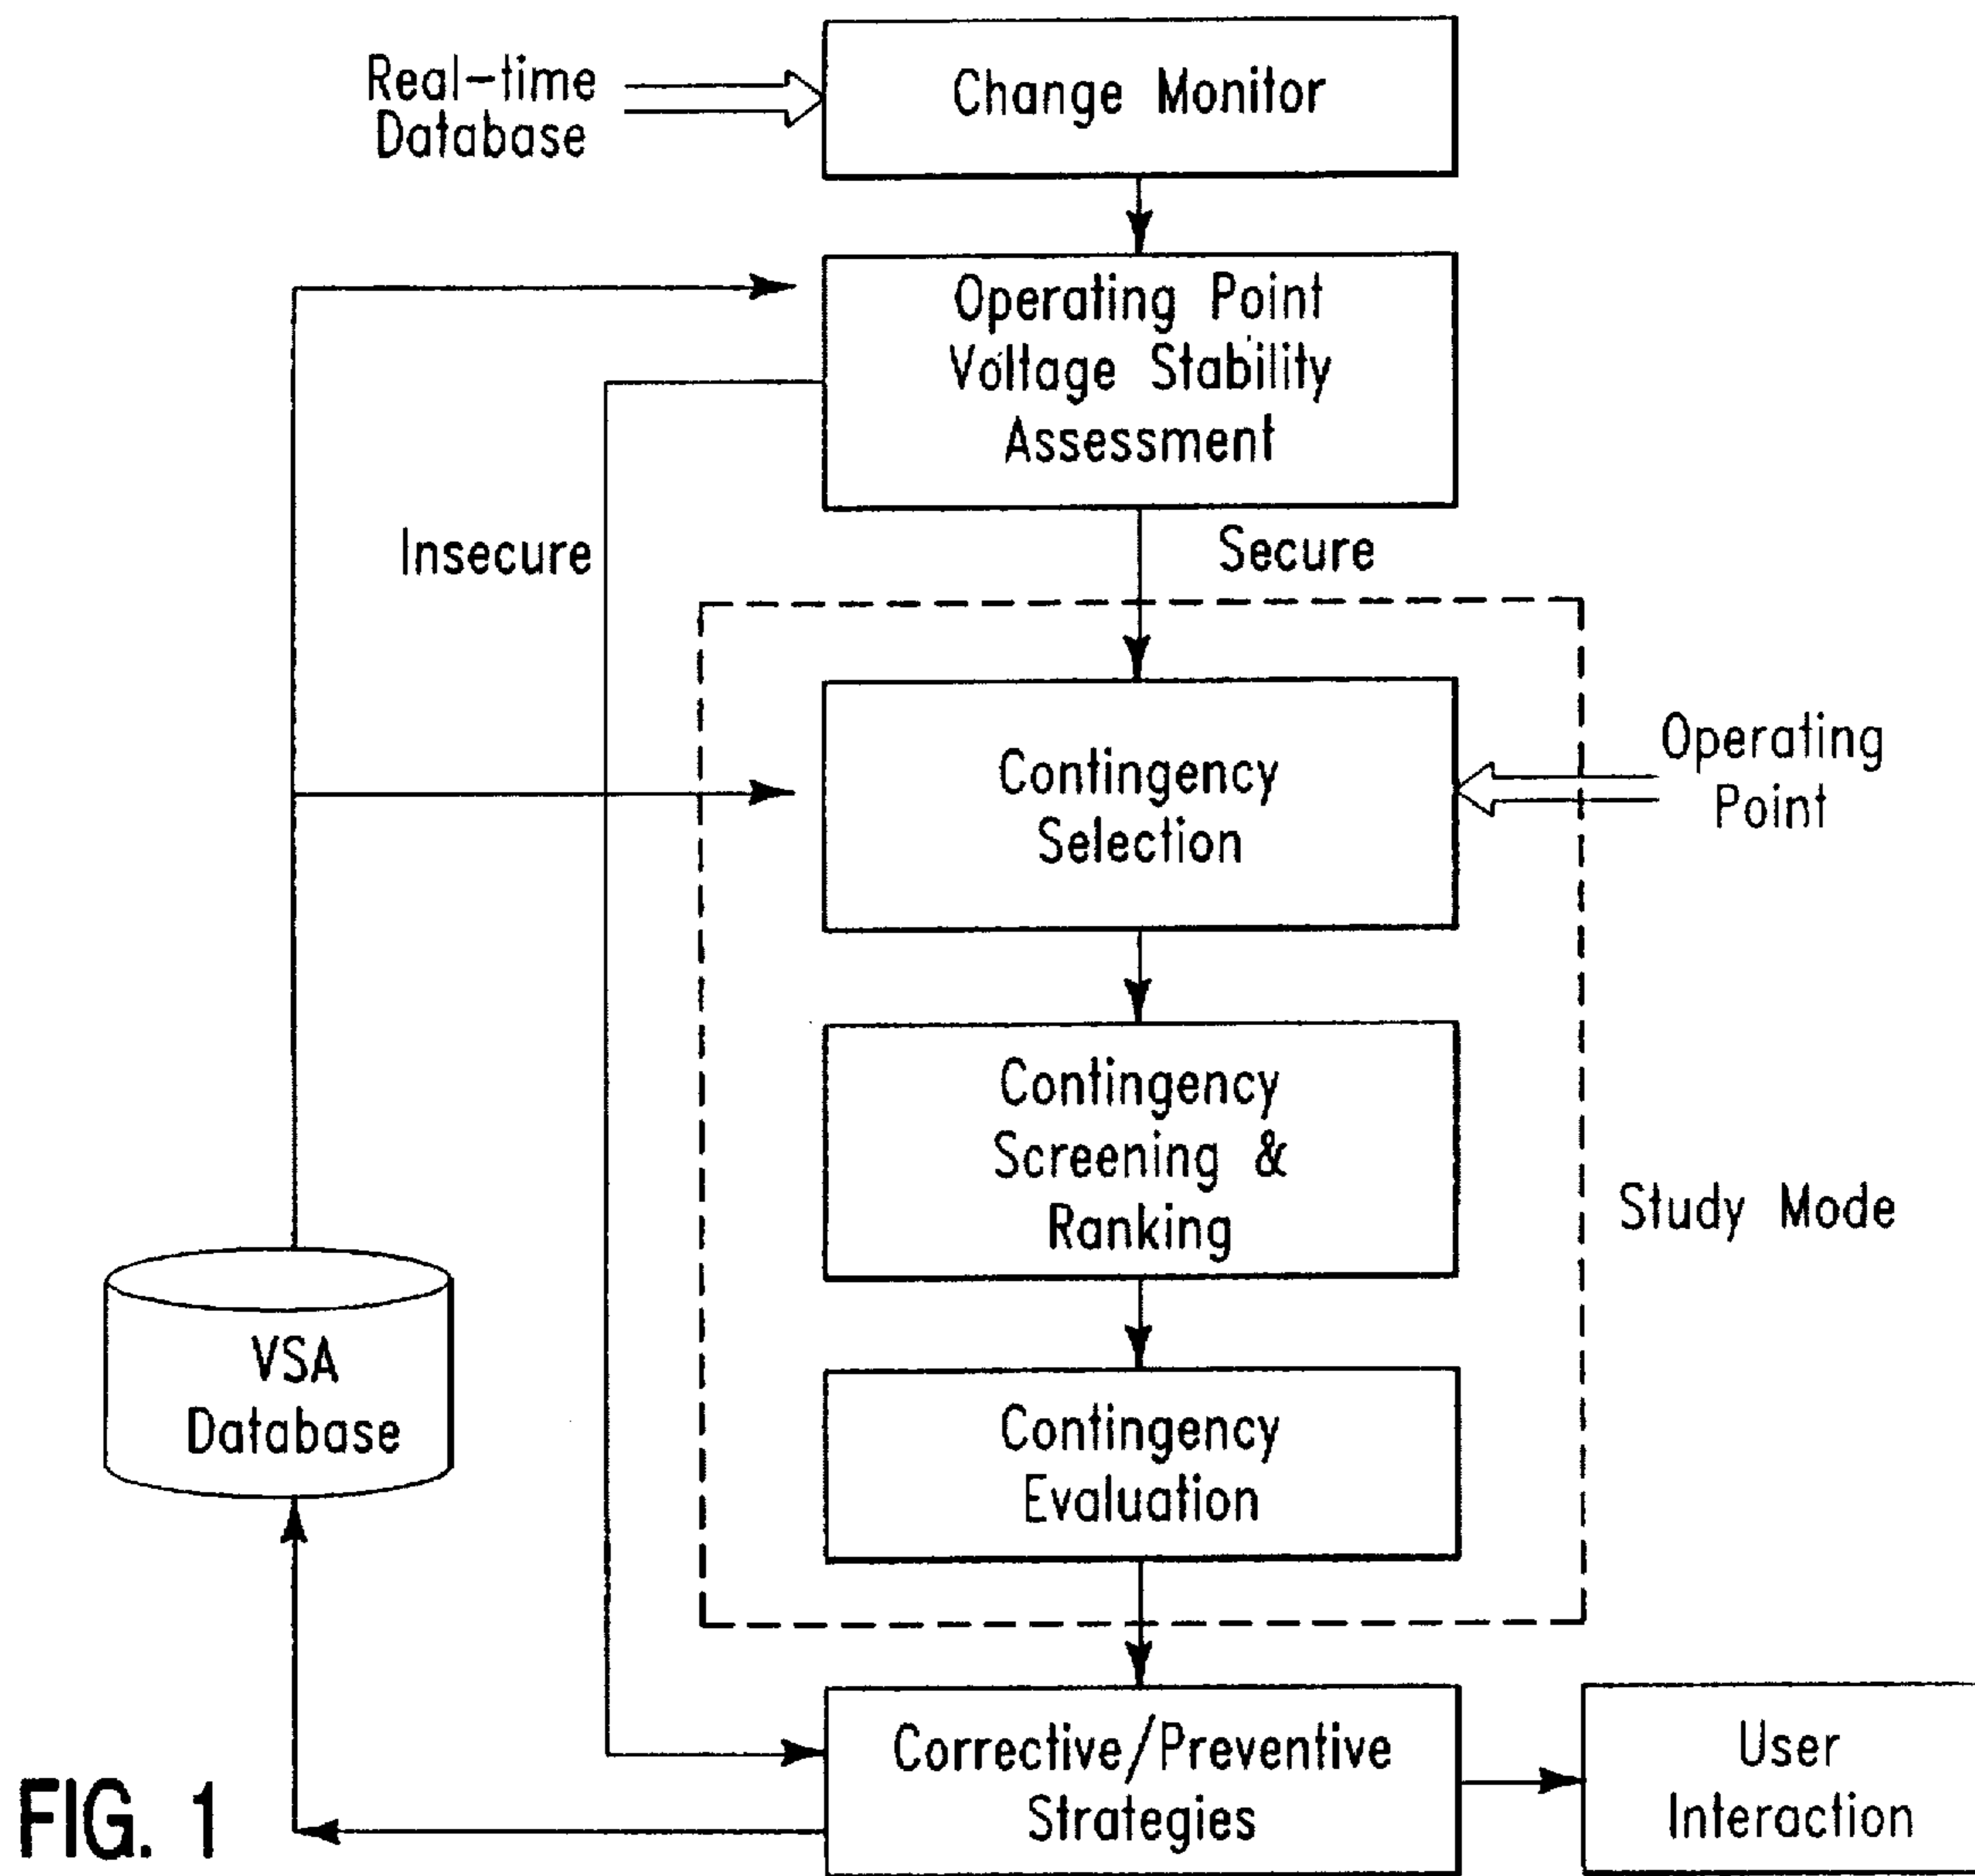 Real-time
Database
Change Monitor
Operating Point
Voltage Stability
Assessment
Insecure
Secure
Contingency
Selection
Operating
Point
Contingency
Screening &
Ranking
Study Mode
VSA
Database
Contingency
Evaluation
Corrective/Preventive
Strategies
User
Interaction
FIG. 1